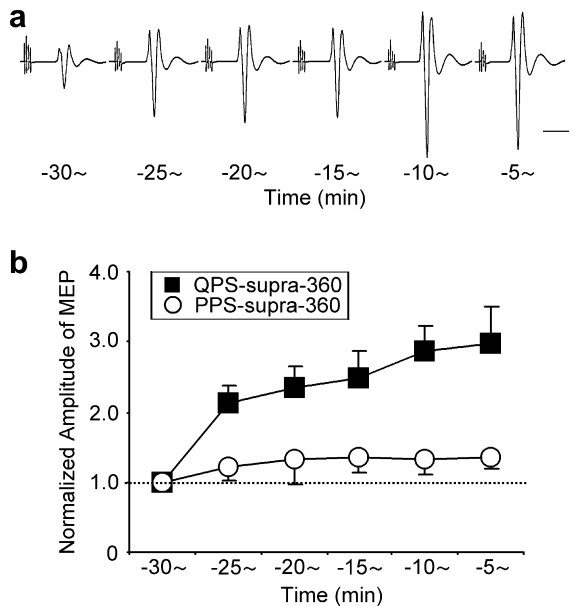 a
-30~ -25~ -20~ -15~ -10~ -5~
Time (min)
b
Normalized Amplitude of MEP
4.0
3.0
2.0
1.0
0
QPS-supra-360
PPS-supra-360
-30~ -25~ -20~ -15~ -10~ -5~
Time (min)